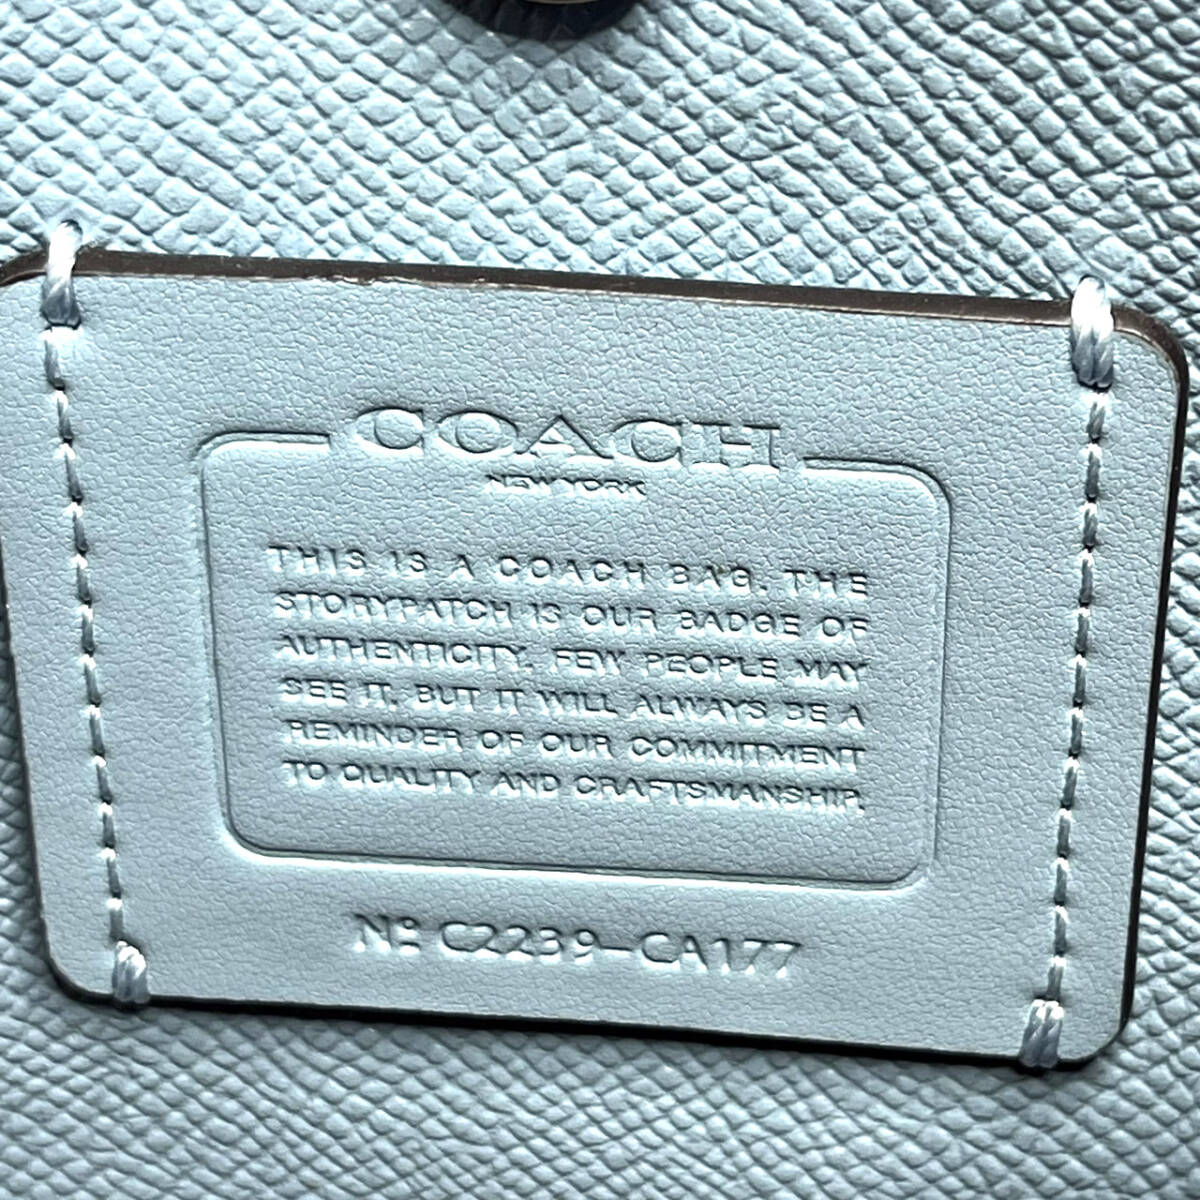 COACH
NEW YORK
THIS IS A COACH BAG. THE
STORYPATCH IS OUR BADGE OF
AUTHENTICITY. FEW PEOPLE MAY
SEE IT, BUT IT WILL ALWAYS BE A
REMINDER OF OUR COMMITMENT
TO QUALITY AND CRAFTSMANSHIP.
Nº C2239-CA177